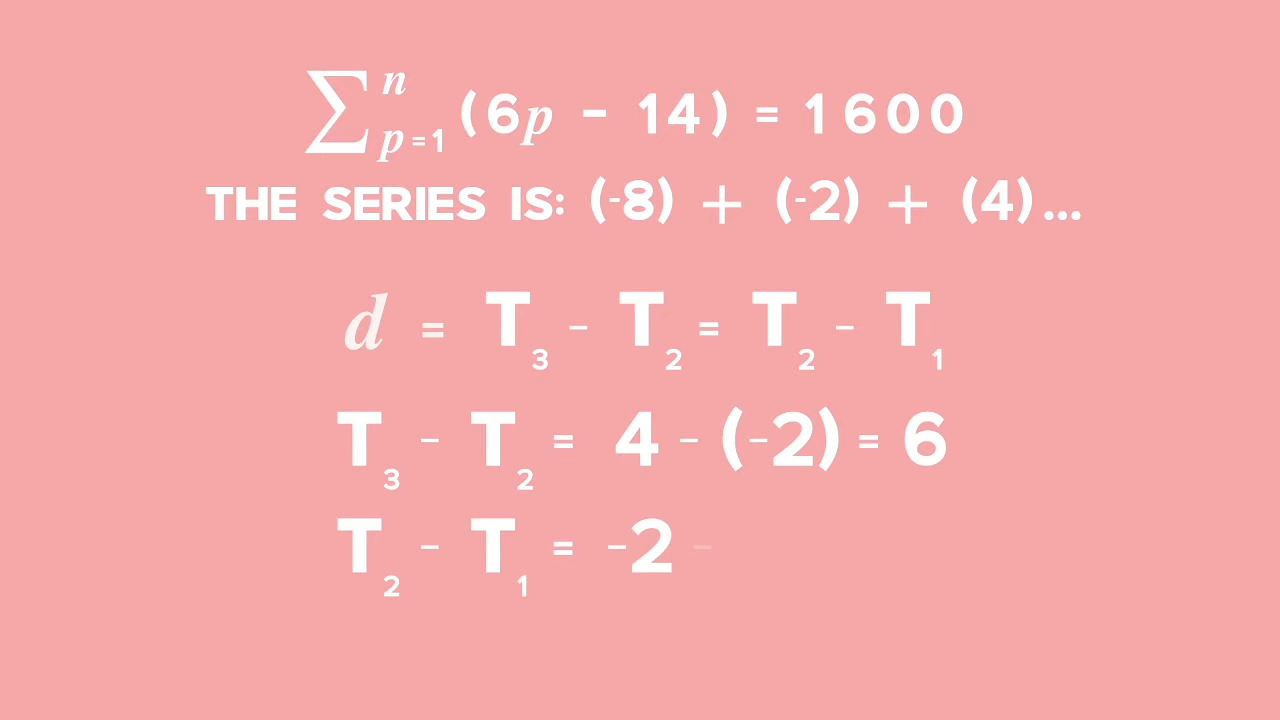 ∑ⁿₚ₌₁ (6p - 14) = 1600
THE SERIES IS: (-8) + (-2) + (4)...
d = T₃ - T₂ = T₂ - T₁
T₃ - T₂ = 4 - (-2) = 6
T₂ - T₁ = -2 -